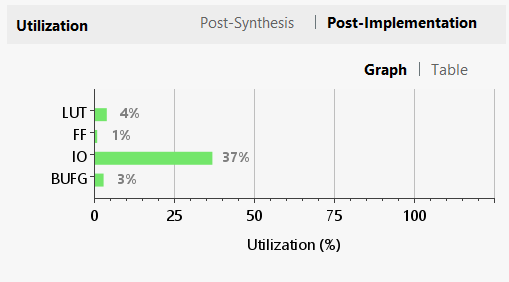 Utilization Post-Synthesis | Post-Implementation
Graph | Table
LUT 4%
FF 1%
IO 37%
BUFG 3%
0 25 50 75 100
Utilization (%)